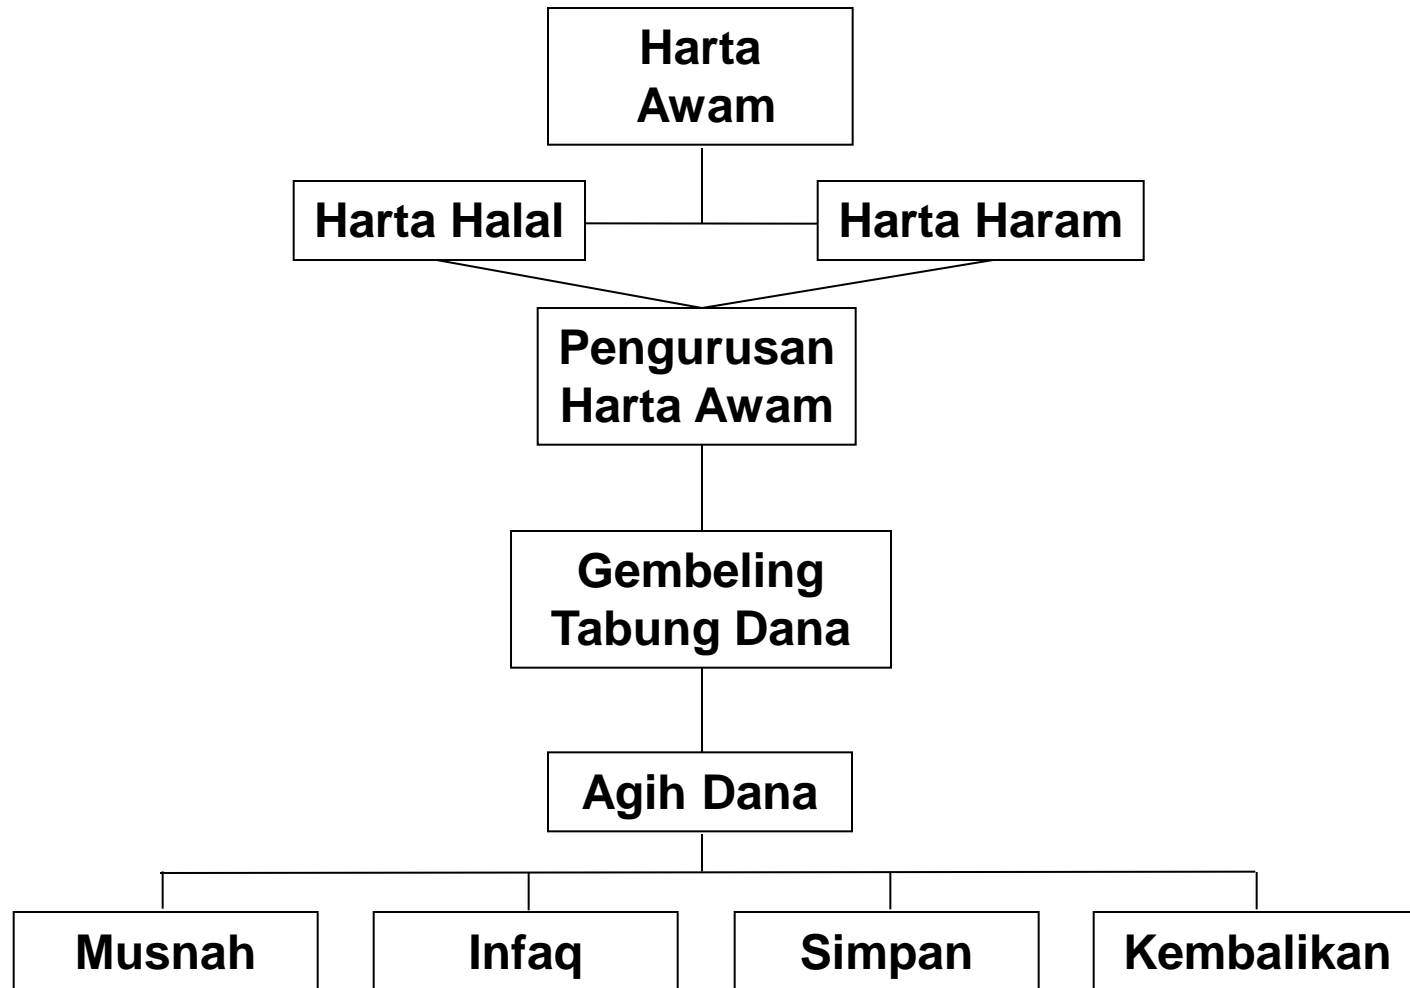 Harta
Awam
Harta Halal
Harta Haram
Pengurusan
Harta Awam
Gembeling
Tabung Dana
Agih Dana
Musnah
Infaq
Simpan
Kembalikan